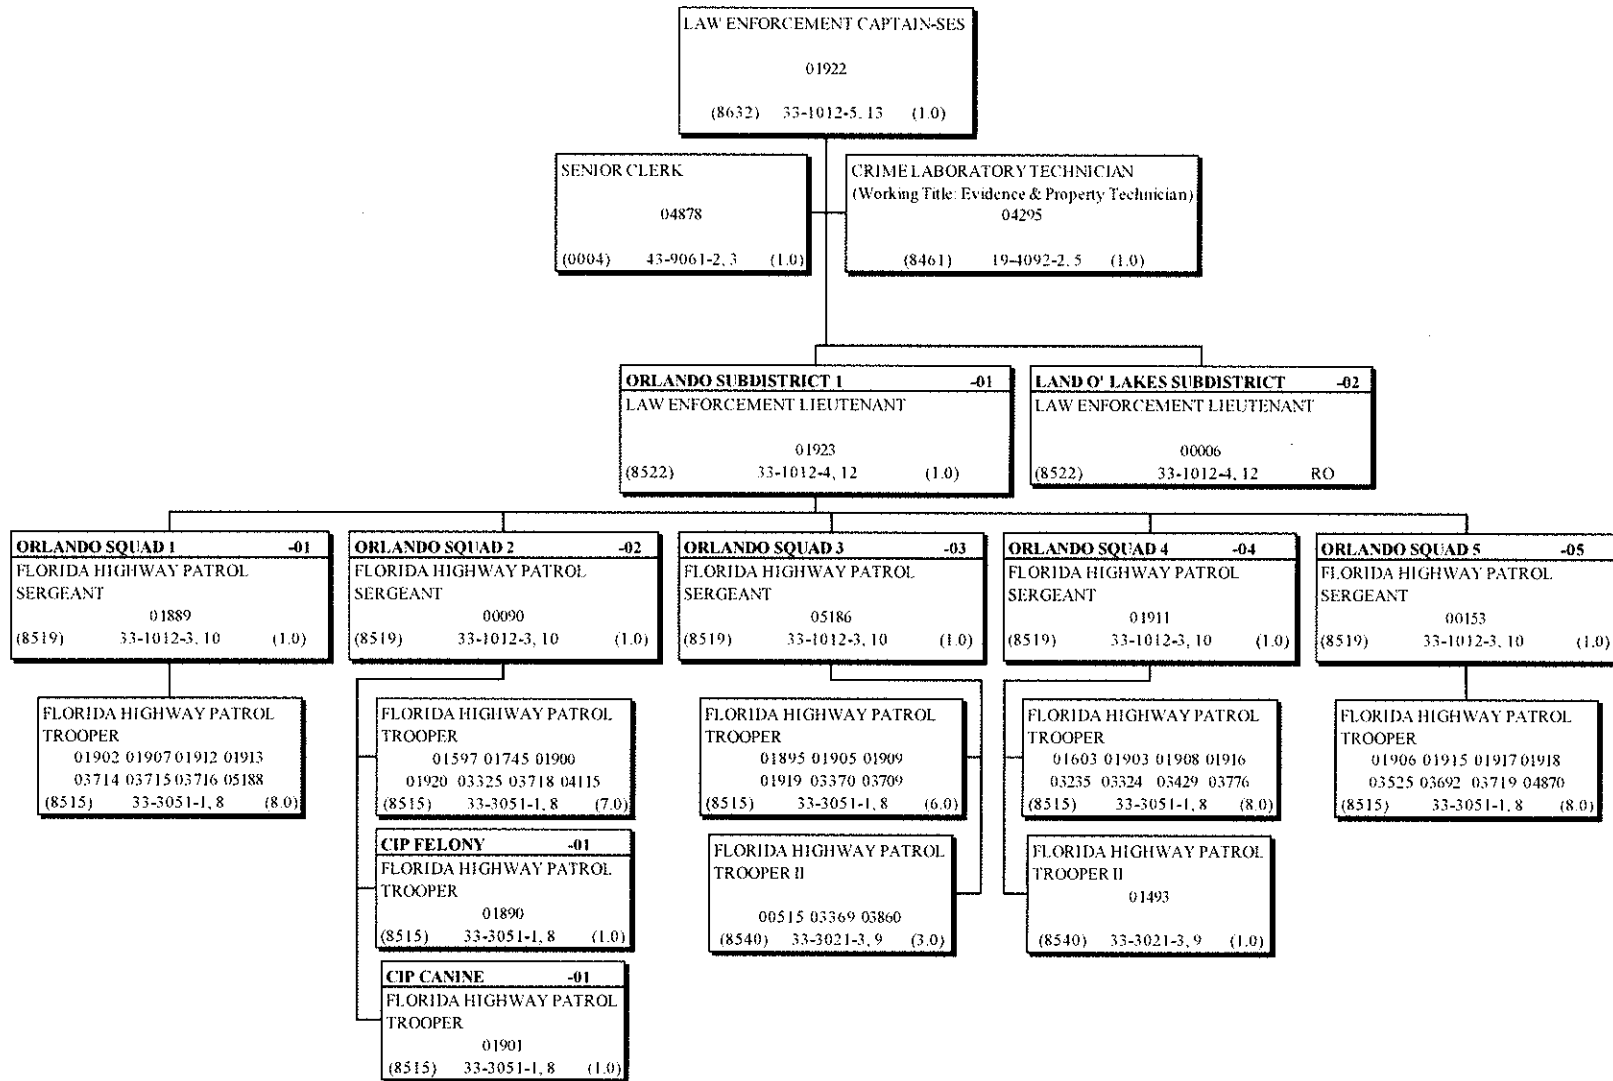 LAW ENFORCEMENT CAPTAIN-SES
01922
(8632) 33-1012-5, 13 (1.0)
SENIOR CLERK
04878
(0004) 43-9061-2, 3 (1.0)
CRIME LABORATORY TECHNICIAN
(Working Title: Evidence & Property Technician)
04295
(8461) 19-4092-2, 5 (1.0)
ORLANDO SUBDISTRICT 1 -01
LAW ENFORCEMENT LIEUTENANT
01923
(8522) 33-1012-4, 12 (1.0)
LAND O' LAKES SUBDISTRICT -02
LAW ENFORCEMENT LIEUTENANT
00006
(8522) 33-1012-4, 12 RO
ORLANDO SQUAD 1 -01
FLORIDA HIGHWAY PATROL
SERGEANT
01889
(8519) 33-1012-3, 10 (1.0)
FLORIDA HIGHWAY PATROL
TROOPER
01902 01907 01912 01913
03714 03715 03716 05188
(8515) 33-3051-1, 8 (8.0)
ORLANDO SQUAD 2 -02
FLORIDA HIGHWAY PATROL
SERGEANT
00090
(8519) 33-1012-3, 10 (1.0)
FLORIDA HIGHWAY PATROL
TROOPER
01597 01745 01900
01920 03325 03718 04115
(8515) 33-3051-1, 8 (7.0)
CIP FELONY -01
FLORIDA HIGHWAY PATROL
TROOPER
01890
(8515) 33-3051-1, 8 (1.0)
CIP CANINE -01
FLORIDA HIGHWAY PATROL
TROOPER
01901
(8515) 33-3051-1, 8 (1.0)
ORLANDO SQUAD 3 -03
FLORIDA HIGHWAY PATROL
SERGEANT
05186
(8519) 33-1012-3, 10 (1.0)
FLORIDA HIGHWAY PATROL
TROOPER
01895 01905 01909
01919 03370 03709
(8515) 33-3051-1, 8 (6.0)
FLORIDA HIGHWAY PATROL
TROOPER II
00515 03369 03860
(8540) 33-3021-3, 9 (3.0)
ORLANDO SQUAD 4 -04
FLORIDA HIGHWAY PATROL
SERGEANT
01911
(8519) 33-1012-3, 10 (1.0)
FLORIDA HIGHWAY PATROL
TROOPER
01603 01903 01908 01916
03235 03324 03429 03776
(8515) 33-3051-1, 8 (8.0)
FLORIDA HIGHWAY PATROL
TROOPER II
01493
(8540) 33-3021-3, 9 (1.0)
ORLANDO SQUAD 5 -05
FLORIDA HIGHWAY PATROL
SERGEANT
00153
(8519) 33-1012-3, 10 (1.0)
FLORIDA HIGHWAY PATROL
TROOPER
01906 01915 01917 01918
03525 03692 03719 04870
(8515) 33-3051-1, 8 (8.0)